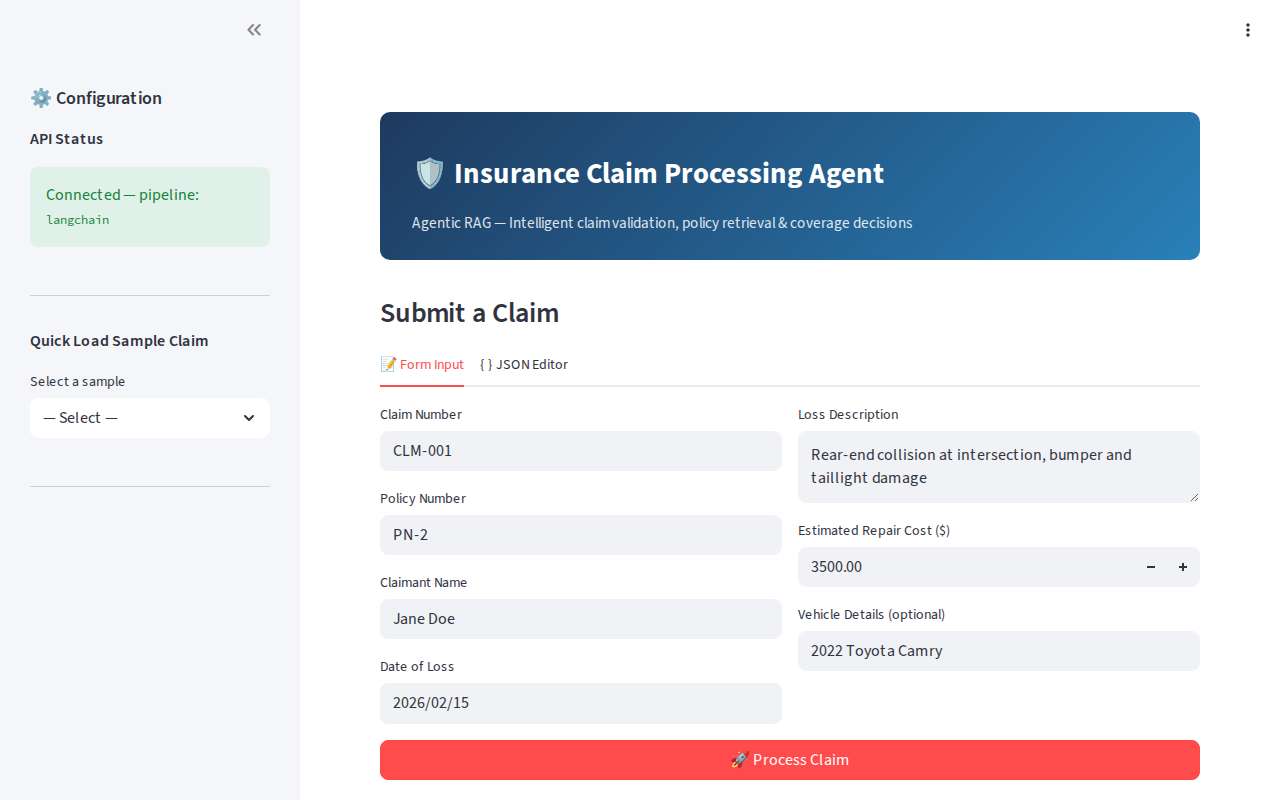 ⚙️ Configuration
API Status
Connected — pipeline:
langchain
Quick Load Sample Claim
Select a sample
— Select —
🛡️ Insurance Claim Processing Agent
Agentic RAG — Intelligent claim validation, policy retrieval & coverage decisions
Submit a Claim
📝 Form Input
{ } JSON Editor
Claim Number
CLM-001
Policy Number
PN-2
Claimant Name
Jane Doe
Date of Loss
2026/02/15
Loss Description
Rear-end collision at intersection, bumper and
taillight damage
Estimated Repair Cost ($)
3500.00
Vehicle Details (optional)
2022 Toyota Camry
🚀 Process Claim